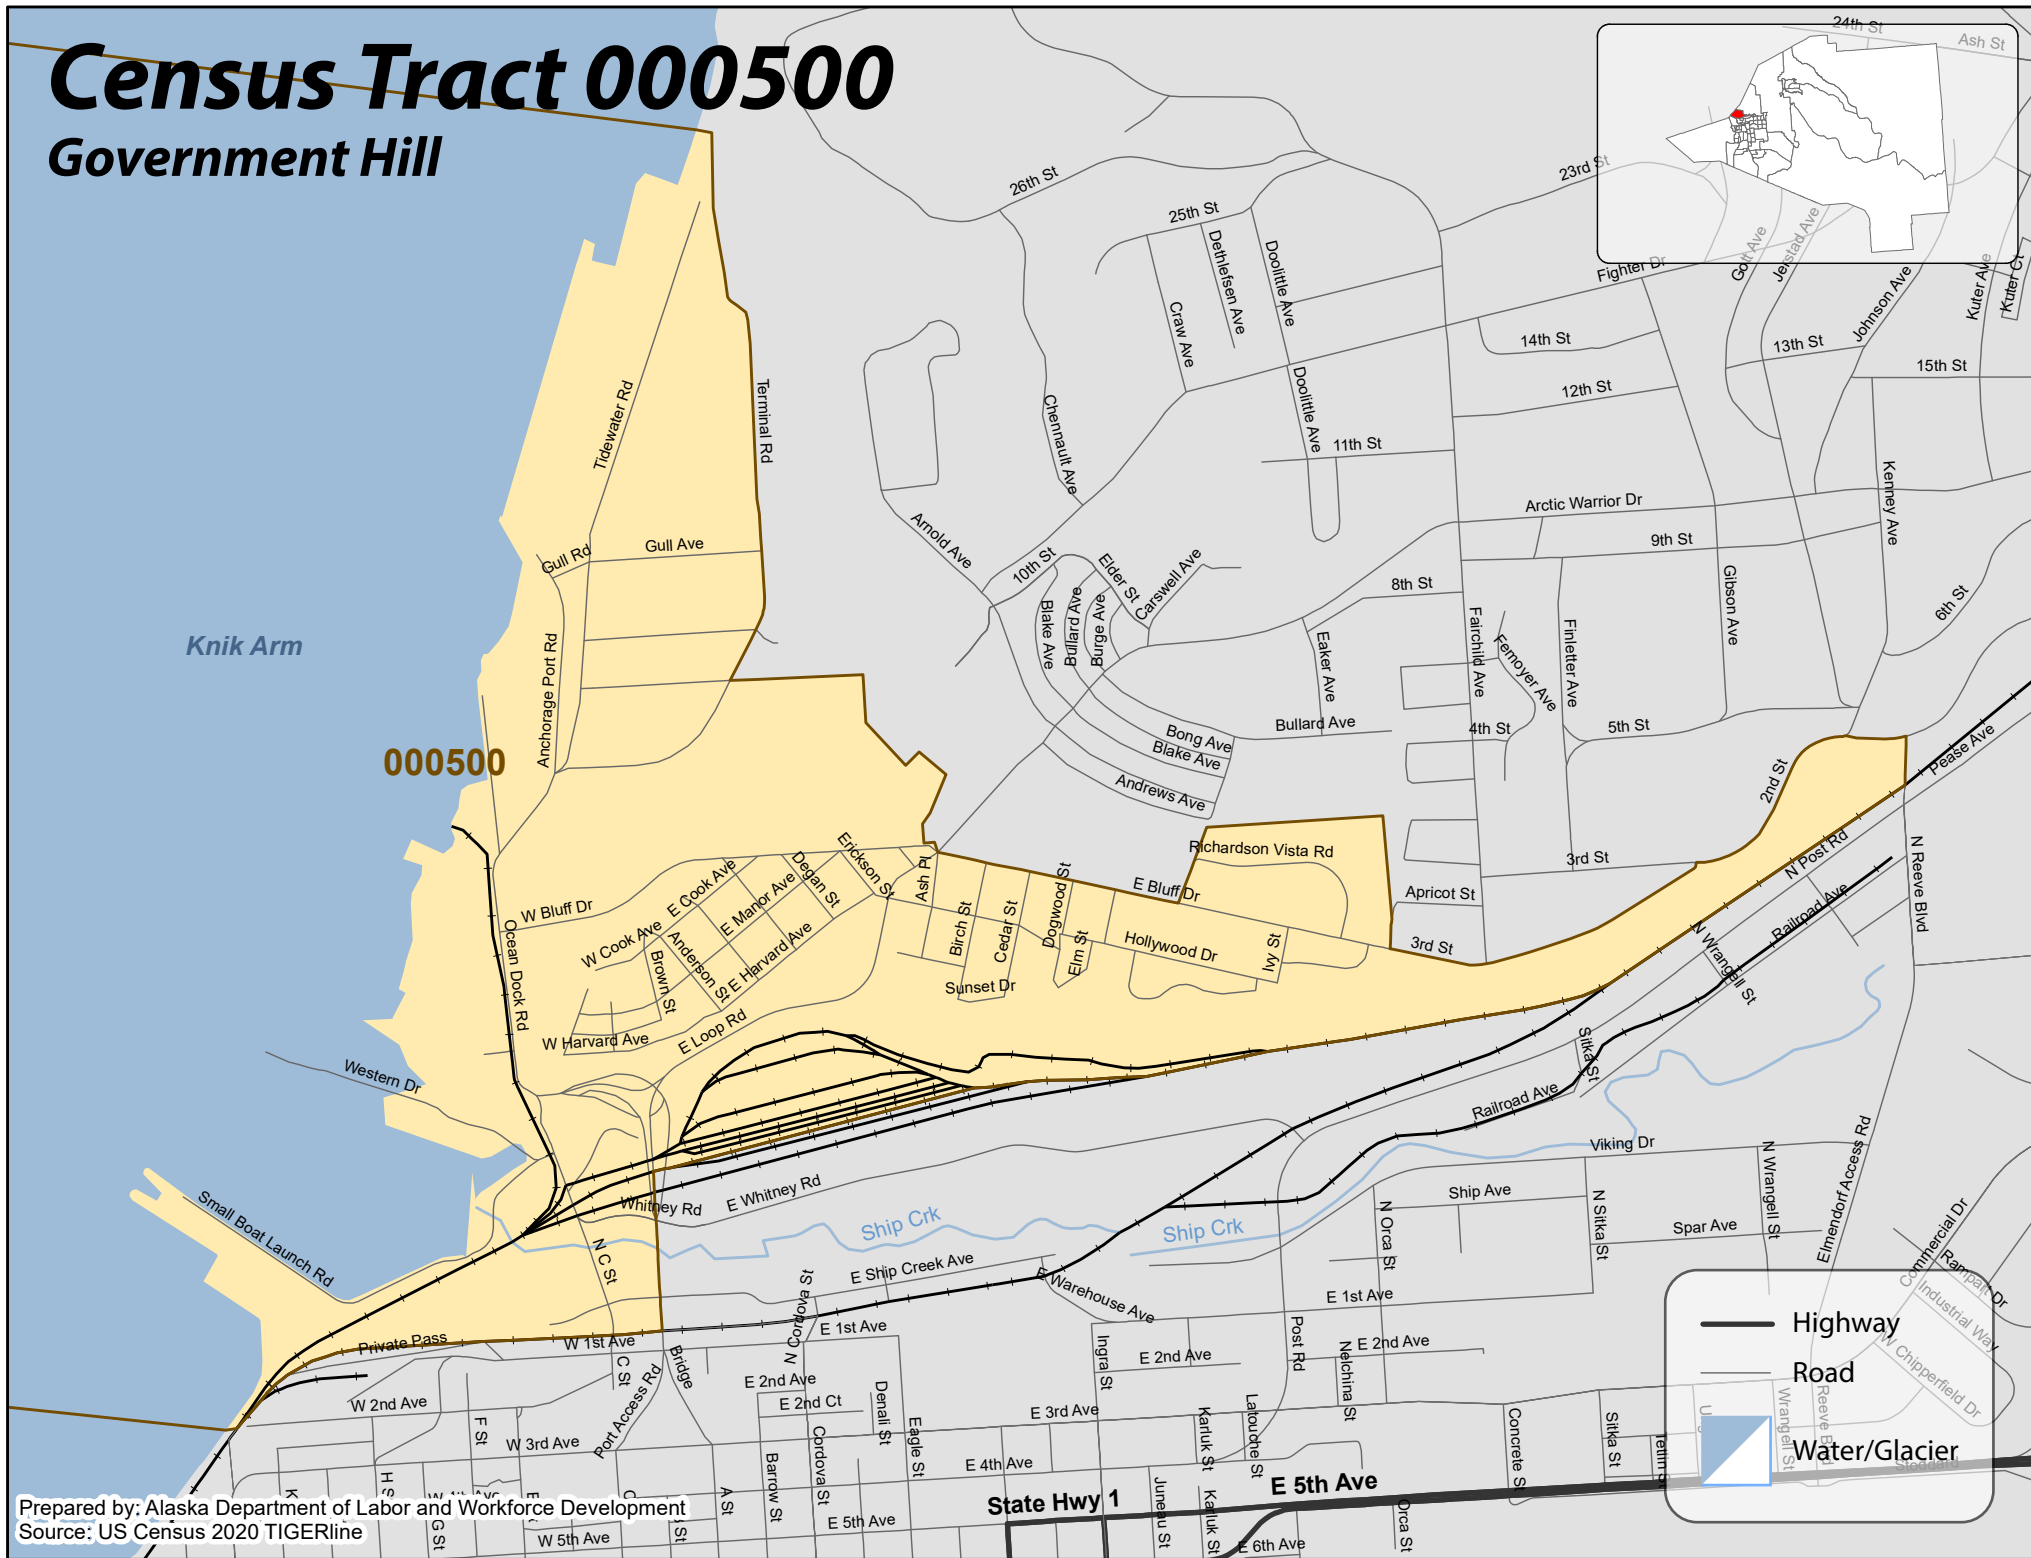 Census Tract 000500
Government Hill
24th St
Ash St
26th St
23rd St
25th St
Dethlefsen Ave
Doolittle Ave
Craw Ave
Fighter Dr
Gott Ave
Jerstad Ave
Johnson Ave
Kuter Ave
Kuter Ct
14th St
13th St
15th St
12th St
Tidewater Rd
Terminal Rd
Chennault Ave
Doolittle Ave
11th St
Kenney Ave
Arctic Warrior Dr
Arnold Ave
9th St
Gull Rd
Gull Ave
10th St
Elder St
Carswell Ave
8th St
Gibson Ave
6th St
Blake Ave
Bullard Ave
Burge Ave
Eaker Ave
Fairchild Ave
Femoyer Ave
Finletter Ave
Knik Arm
Anchorage Port Rd
Bong Ave
Blake Ave
Bullard Ave
4th St
5th St
000500
Andrews Ave
2nd St
Pease Ave
Richardson Vista Rd
3rd St
N Post Rd
N Reeve Blvd
Erickson St
Degan St
Ash Pl
E Cook Ave
E Manor Ave
W Bluff Dr
Dogwood St
E Bluff Dr
Apricot St
Railroad Ave
W Cook Ave
Anderson St
E Harvard Ave
Birch St
Cedar St
Elm St
Hollywood Dr
Ivy St
3rd St
N Wrangell St
Ocean Dock Rd
Brown St
Sunset Dr
W Harvard Ave
E Loop Rd
Western Dr
Sitka St
Railroad Ave
Viking Dr
N Wrangell St
Elmendorf Access Rd
Small Boat Launch Rd
Whitney Rd
E Whitney Rd
Ship Crk
Ship Crk
N Orca St
Ship Ave
N Sitka St
Spar Ave
Commercial Dr
Rampart Dr
Industrial Way
W Chipperfield Dr
N C St
E Ship Creek Ave
E Warehouse Ave
N Cordova St
E 1st Ave
E 1st Ave
Private Pass
W 1st Ave
C St
Port Access Rd
Bridge
Ingra St
E 2nd Ave
Post Rd
Nelchina St
E 2nd Ave
Highway
Road
Water/Glacier
E 2nd Ave
E 2nd Ct
Denali St
Eagle St
W 2nd Ave
F St
W 3rd Ave
E 3rd Ave
Karluk St
Latouche St
Concrete St
Sitka St
Tetlin St
Wrangell St
Reeve Blvd
Barrow St
Cordova St
E 4th Ave
A St
Juneau St
Karluk St
State Hwy 1
E 5th Ave
Orca St
E 5th Ave
W 5th Ave
E 6th Ave
G St
Prepared by: Alaska Department of Labor and Workforce Development
Source: US Census 2020 TIGERline